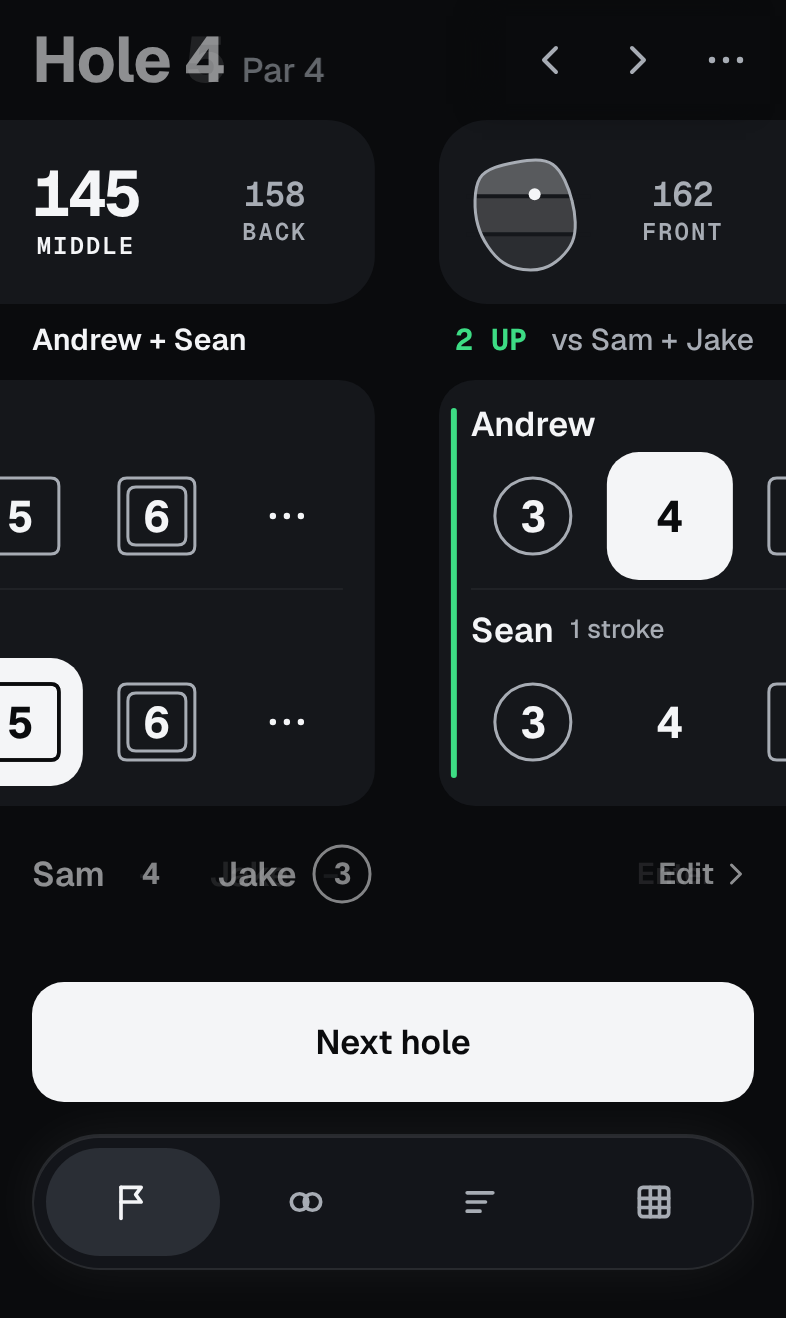 Hole 4 Par 4
145 158 162
MIDDLE BACK FRONT
Andrew + Sean 2 UP vs Sam + Jake
Andrew
5 6 ... 3 4
Sean 1 stroke
5 6 ... 3 4
Sam 4 Jake 3 Edit
Next hole